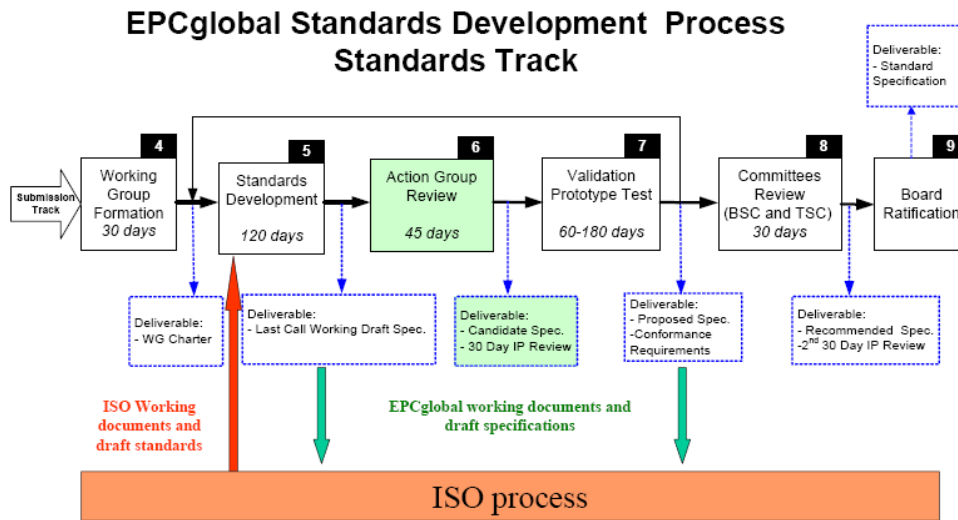 EPCglobal Standards Development Process
Standards Track
Deliverable:
- Standard
Specification
Submission
Track
4
Working
Group
Formation
30 days
5
Standards
Development
120 days
6
Action Group
Review
45 days
7
Validation
Prototype Test
60-180 days
8
Committees
Review
(BSC and TSC)
30 days
9
Board
Ratification
Deliverable:
- WG Charter
Deliverable:
- Last Call Working Draft Spec.
Deliverable:
- Candidate Spec.
- 30 Day IP Review
Deliverable:
- Proposed Spec.
-Conformance
Requirements
Deliverable:
- Recommended Spec.
-2nd 30 Day IP Review
ISO Working
documents and
draft standards
EPCglobal working documents and
draft specifications
ISO process